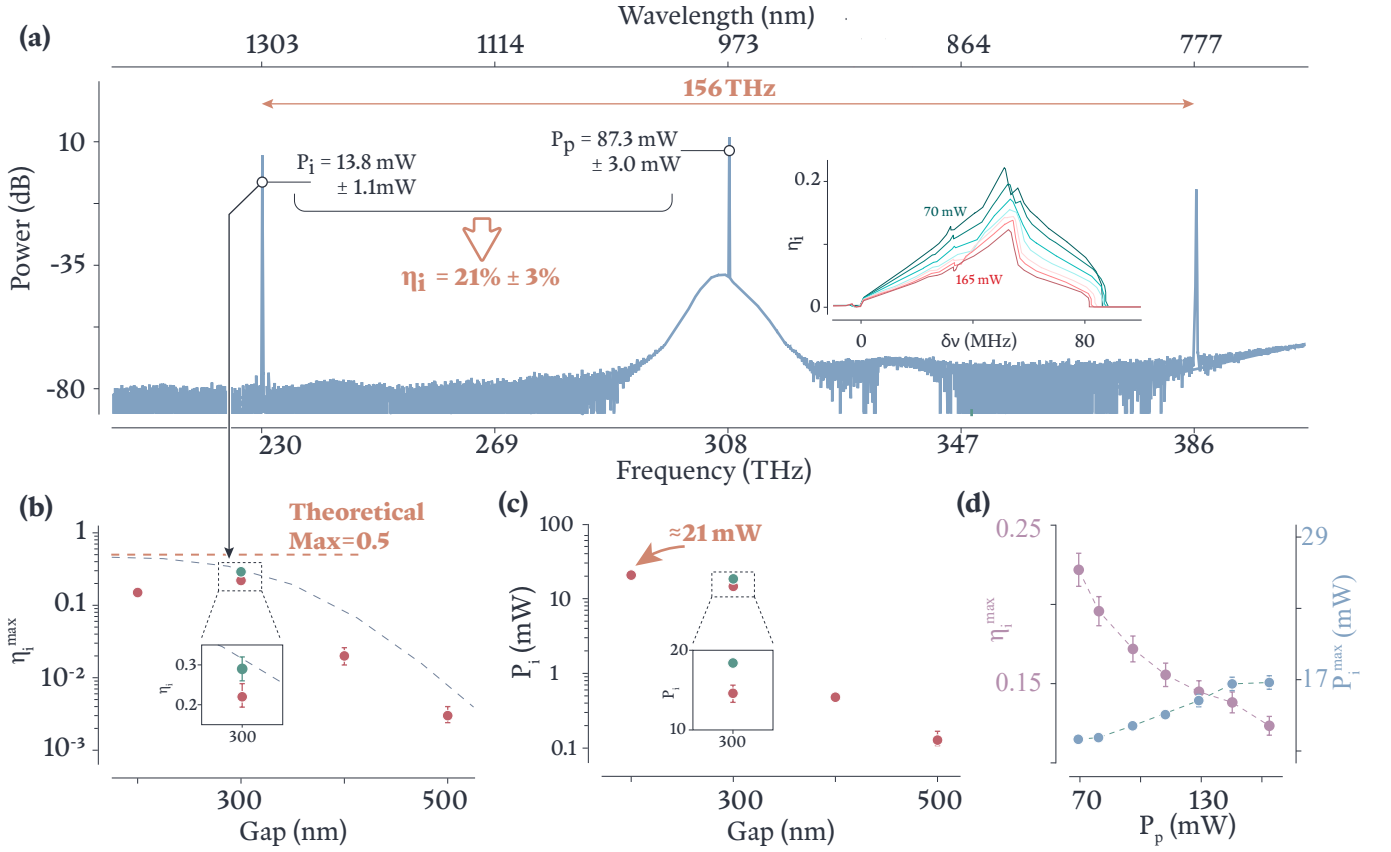 (a)
Wavelength (nm)
1303 1114 973 864 777
156 THz
Power (dB)
10
-35
-80
P_i = 13.8 mW
± 1.1mW
P_p = 87.3 mW
± 3.0 mW
η_i = 21% ± 3%
η_i
0.2
0
70 mW
165 mW
0 80
δν (MHz)
230 269 308 347 386
Frequency (THz)
(b)
Theoretical
Max=0.5
η_i^max
1
0.1
10⁻²
10⁻³
η_i
0.3
0.2
300
300 500
Gap (nm)
(c)
≈21 mW
P_i (mW)
100
10
1
0.1
P_i
20
10
300
300 500
Gap (nm)
(d)
η_i^max
0.25
0.15
29
17
P_i^max (mW)
70 130
P_p (mW)